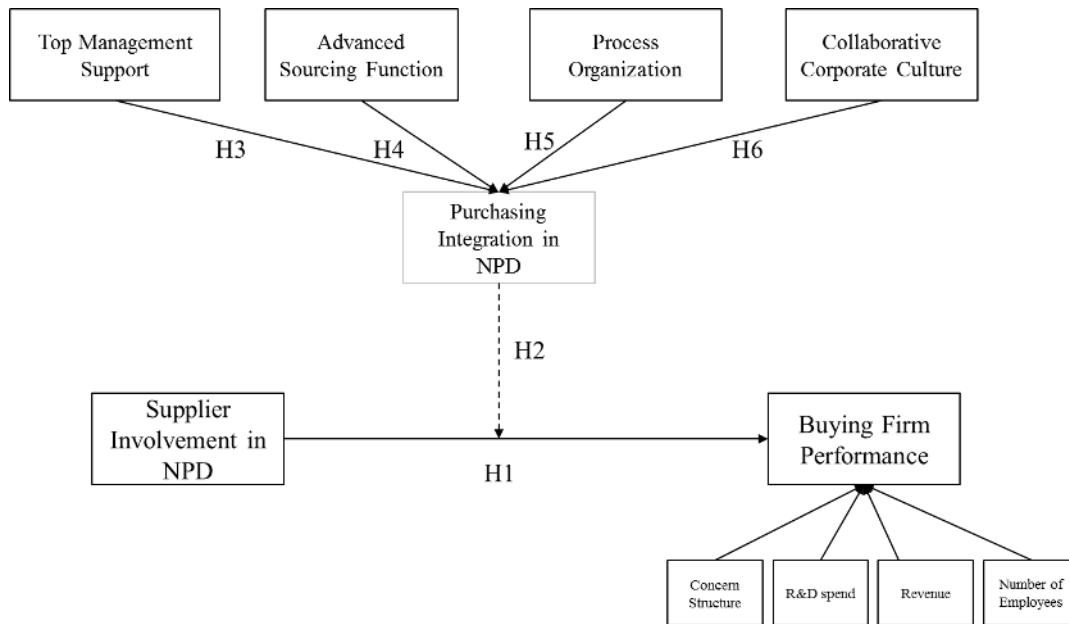 Top Management
Support
Advanced
Sourcing Function
Process
Organization
Collaborative
Corporate Culture
H3
H4
H5
H6
Purchasing
Integration in
NPD
H2
Supplier
Involvement in
NPD
H1
Buying Firm
Performance
Concern
Structure
R&D spend
Revenue
Number of
Employees